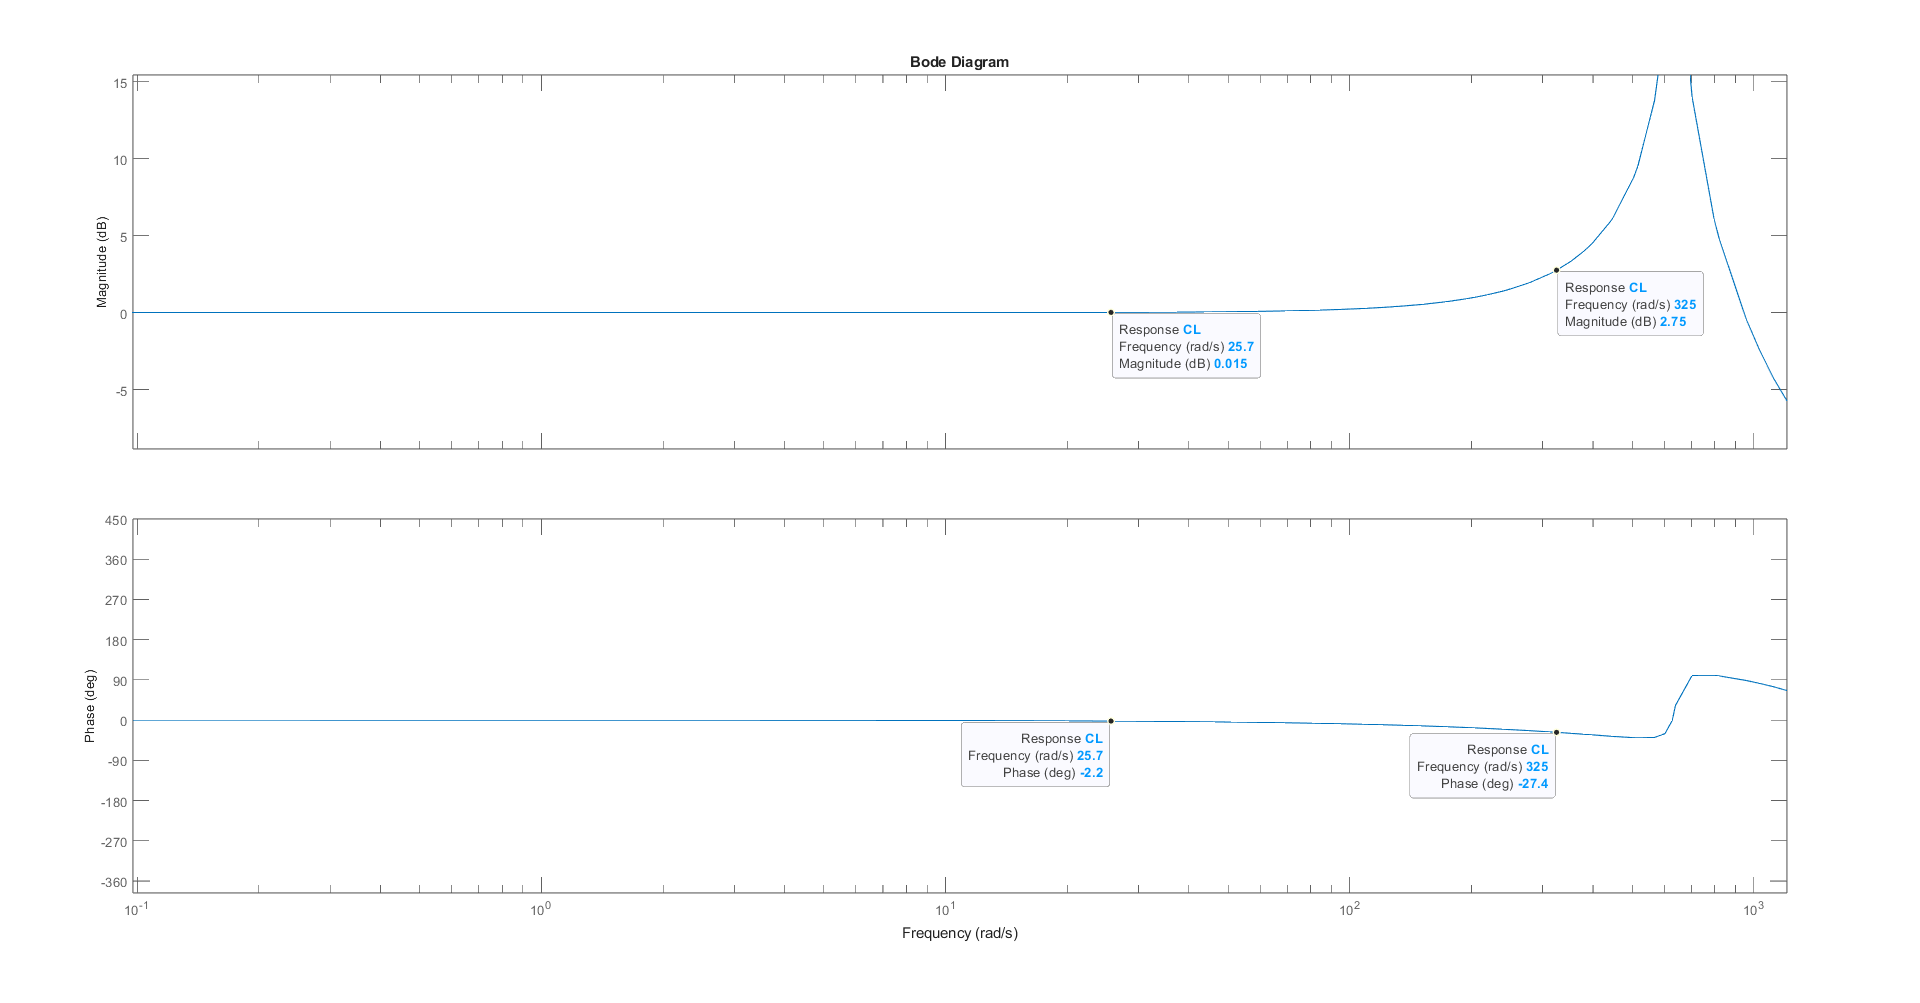 Bode Diagram
15
10
5
0
-5
Magnitude (dB)
Response CL
Frequency (rad/s) 25.7
Magnitude (dB) 0.015
Response CL
Frequency (rad/s) 325
Magnitude (dB) 2.75
450
360
270
180
90
0
-90
-180
-270
-360
Phase (deg)
Response CL
Frequency (rad/s) 25.7
Phase (deg) -2.2
Response CL
Frequency (rad/s) 325
Phase (deg) -27.4
10⁻¹ 10⁰ 10¹ 10² 10³
Frequency (rad/s)